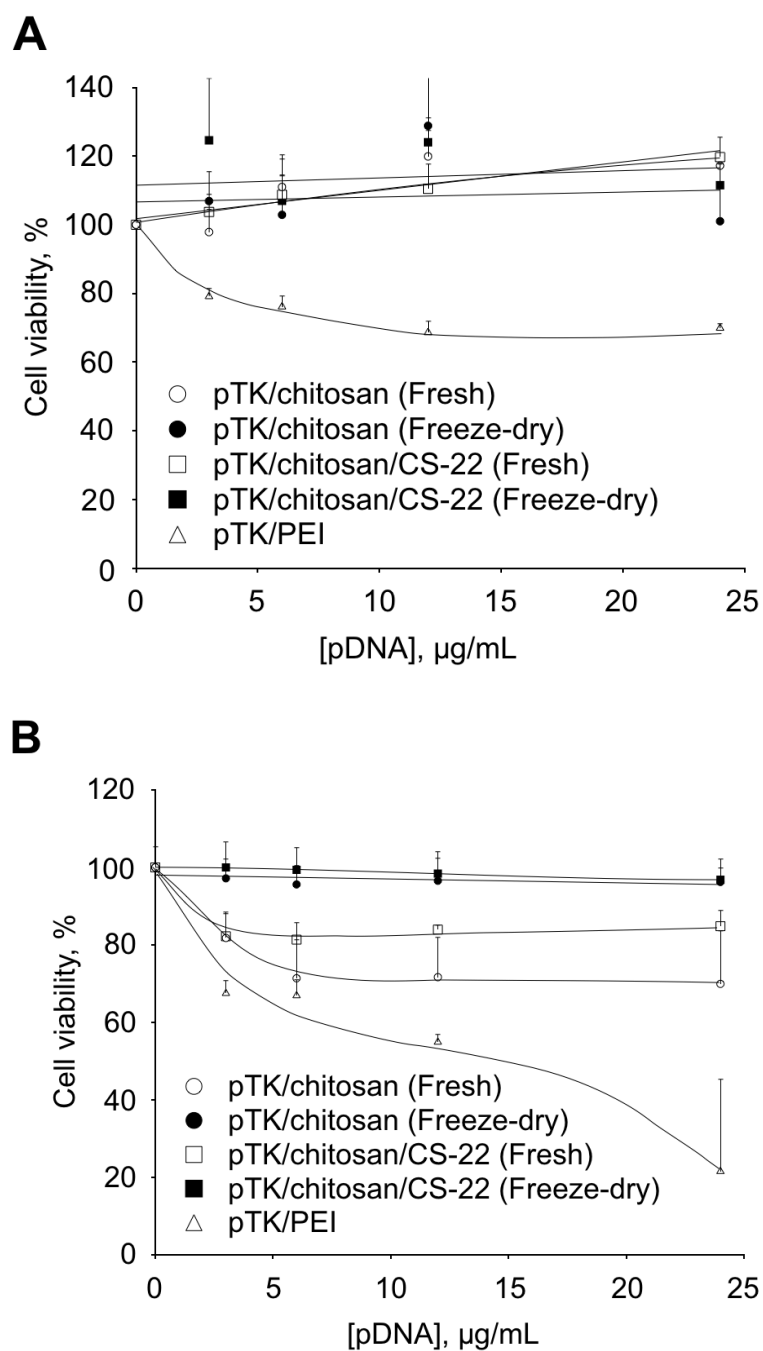 A
140
120
100
80
60
40
20
0
Cell viability, %
pTK/chitosan (Fresh)
pTK/chitosan (Freeze-dry)
pTK/chitosan/CS-22 (Fresh)
pTK/chitosan/CS-22 (Freeze-dry)
pTK/PEI
0 5 10 15 20 25
[pDNA], µg/mL
B
120
100
80
60
40
20
0
Cell viability, %
pTK/chitosan (Fresh)
pTK/chitosan (Freeze-dry)
pTK/chitosan/CS-22 (Fresh)
pTK/chitosan/CS-22 (Freeze-dry)
pTK/PEI
0 5 10 15 20 25
[pDNA], µg/mL